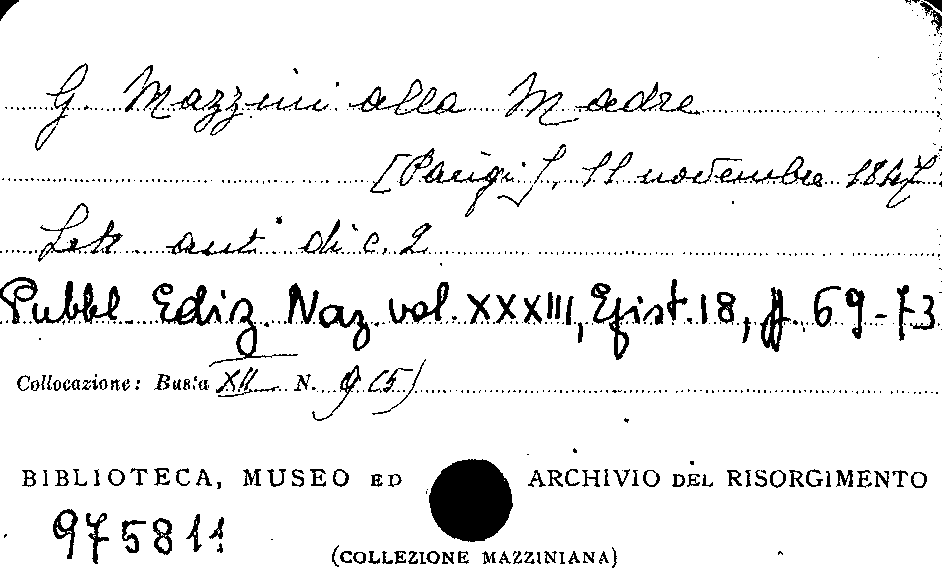 G. Mazzini alla Madre
[Parigi], 11 novembre 1847.
Lett. aut. di c. 2
Pubbl. Ediz. Naz. vol. XXXIII, Epist. 18, pp. 69-73
Collocazione: Busta XII N. 9 (5)
BIBLIOTECA, MUSEO ED ARCHIVIO DEL RISORGIMENTO
975811
(COLLEZIONE MAZZINIANA)